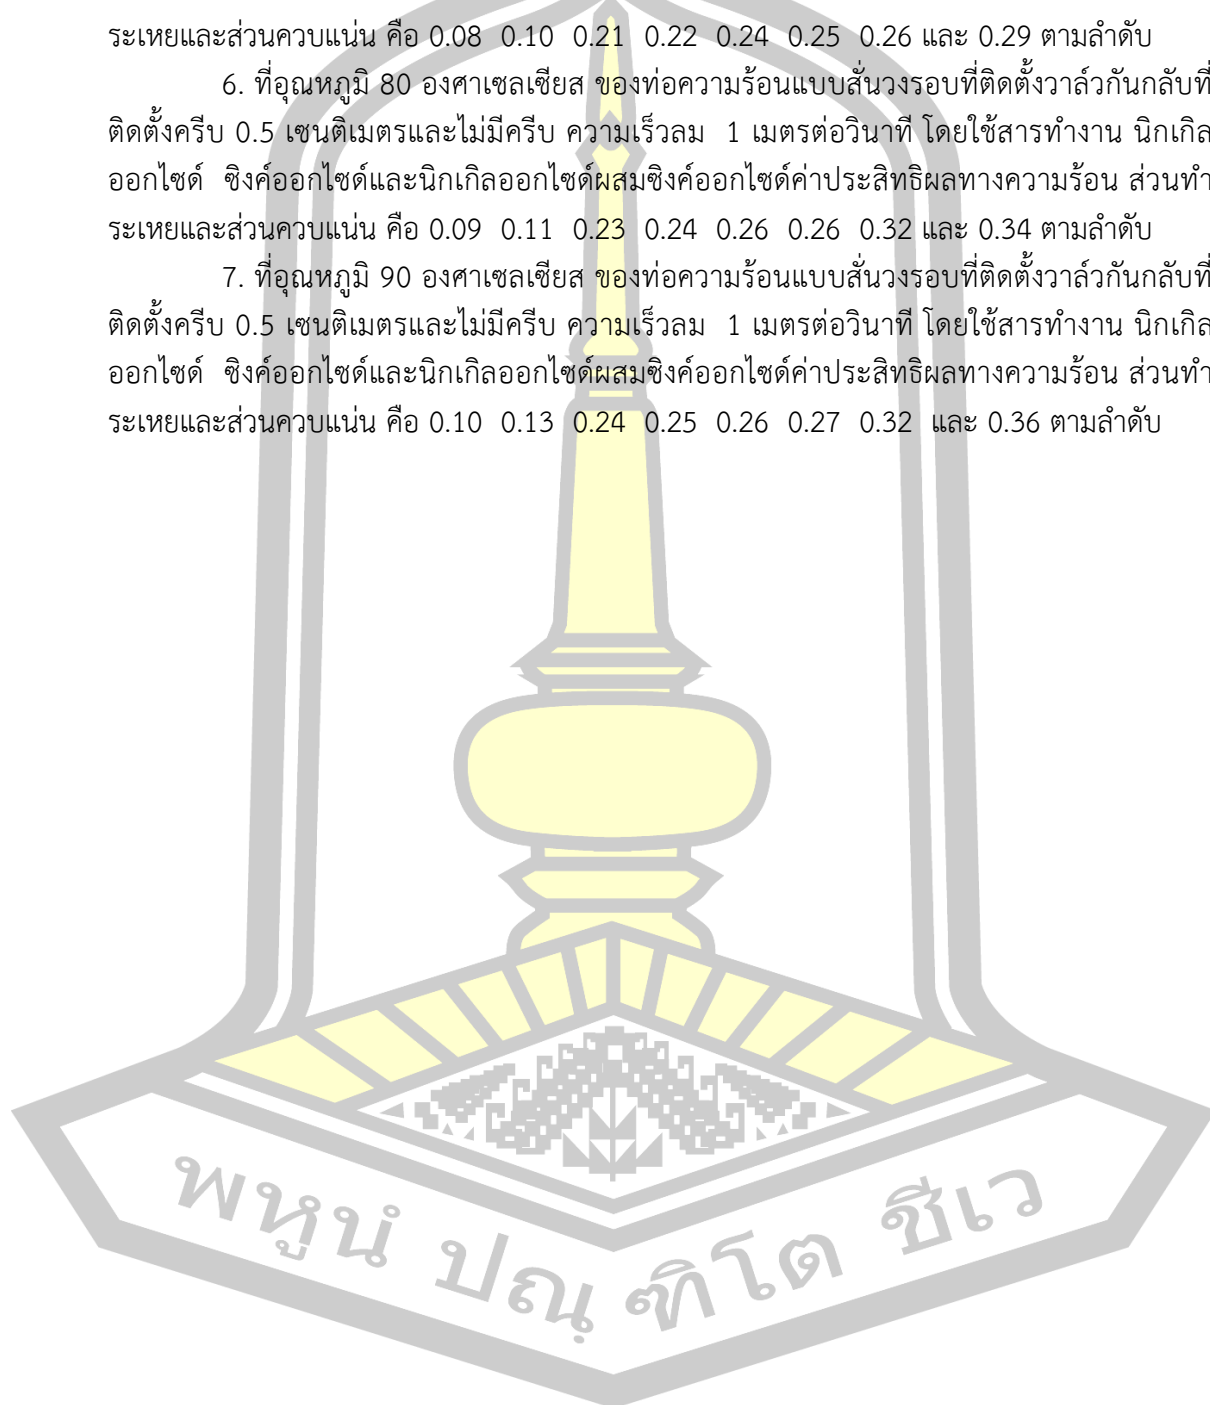 ระเหยและส่วนควบแน่น คือ 0.08 0.10 0.21 0.22 0.24 0.25 0.26 และ 0.29 ตามลำดับ
6. ที่อุณหภูมิ 80 องศาเซลเซียส ของท่อความร้อนแบบสั่นวงรอบที่ติดตั้งวาล์วกันกลับที่
ติดตั้งครีบ 0.5 เซนติเมตรและไม่มีครีบ ความเร็วลม 1 เมตรต่อวินาที โดยใช้สารทำงาน นิกเกิล
ออกไซด์ ซิงค์ออกไซด์และนิกเกิลออกไซด์ผสมซิงค์ออกไซด์ค่าประสิทธิผลทางความร้อน ส่วนทำ
ระเหยและส่วนควบแน่น คือ 0.09 0.11 0.23 0.24 0.26 0.26 0.32 และ 0.34 ตามลำดับ
7. ที่อุณหภูมิ 90 องศาเซลเซียส ของท่อความร้อนแบบสั่นวงรอบที่ติดตั้งวาล์วกันกลับที่
ติดตั้งครีบ 0.5 เซนติเมตรและไม่มีครีบ ความเร็วลม 1 เมตรต่อวินาที โดยใช้สารทำงาน นิกเกิล
ออกไซด์ ซิงค์ออกไซด์และนิกเกิลออกไซด์ผสมซิงค์ออกไซด์ค่าประสิทธิผลทางความร้อน ส่วนทำ
ระเหยและส่วนควบแน่น คือ 0.10 0.13 0.24 0.25 0.26 0.27 0.32 และ 0.36 ตามลำดับ
พหูนํ ปณฺฑิโต ชีเว